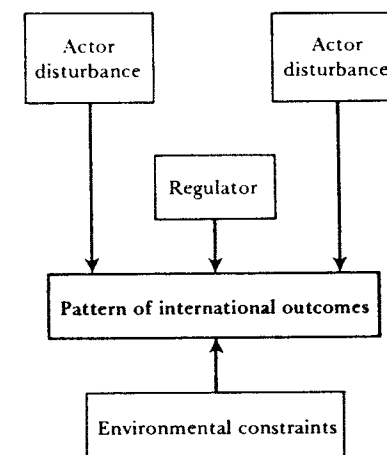 Actor
disturbance
Actor
disturbance
Regulator
Pattern of international outcomes
Environmental constraints